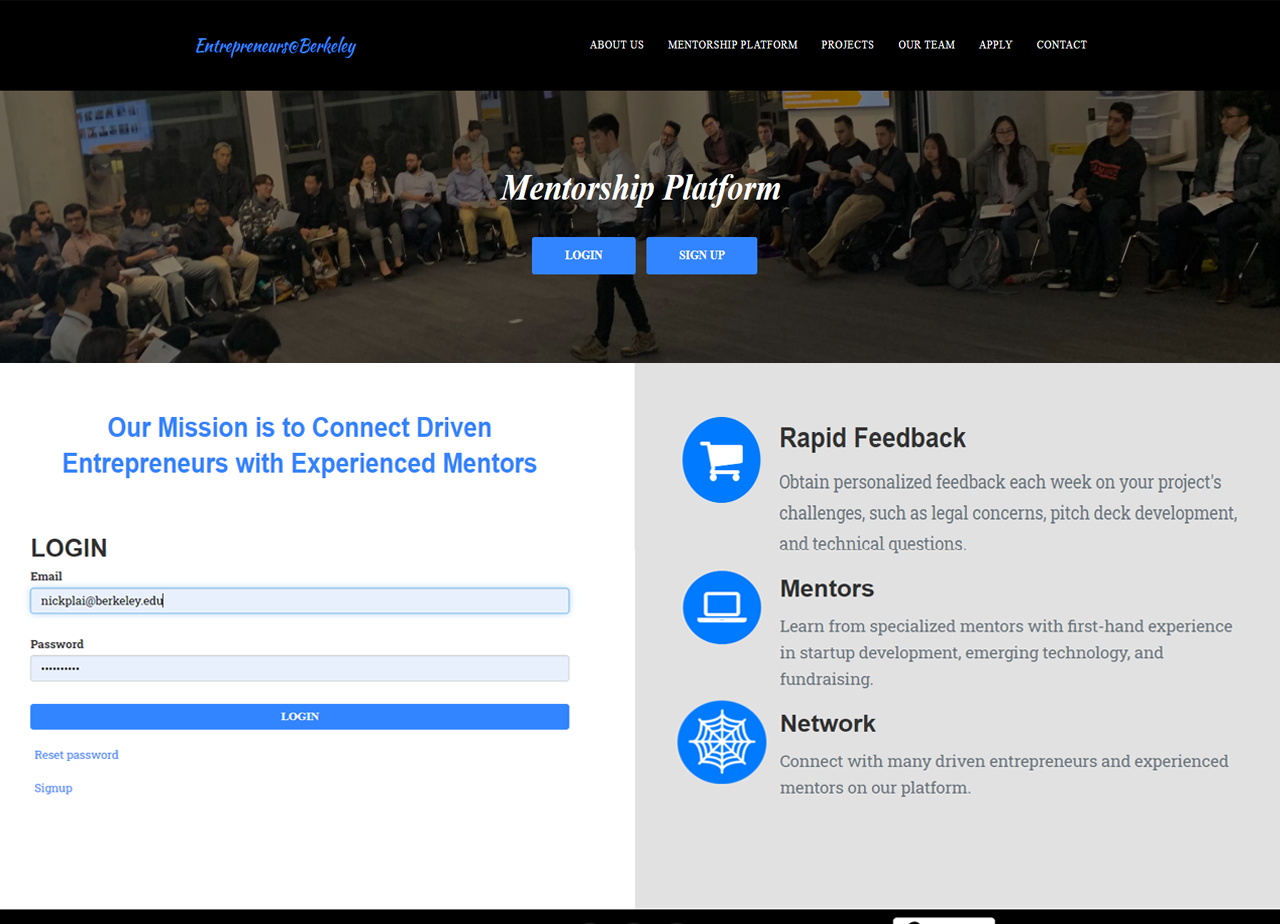 Entrepreneurs@Berkeley
ABOUT US MENTORSHIP PLATFORM PROJECTS OUR TEAM APPLY CONTACT
Mentorship Platform
LOGIN SIGN UP
Our Mission is to Connect Driven
Entrepreneurs with Experienced Mentors
LOGIN
Email
nickplai@berkeley.edu
Password
••••••••••
LOGIN
Reset password
Signup
Rapid Feedback
Obtain personalized feedback each week on your project's
challenges, such as legal concerns, pitch deck development,
and technical questions.
Mentors
Learn from specialized mentors with first-hand experience
in startup development, emerging technology, and
fundraising.
Network
Connect with many driven entrepreneurs and experienced
mentors on our platform.